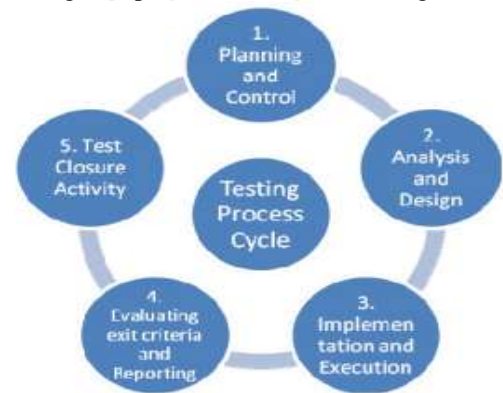 1.
Planning
and
Control
2.
Analysis
and
Design
3.
Implemen
tation and
Execution
4.
Evaluating
exit criteria
and
Reporting
5. Test
Closure
Activity
Testing
Process
Cycle